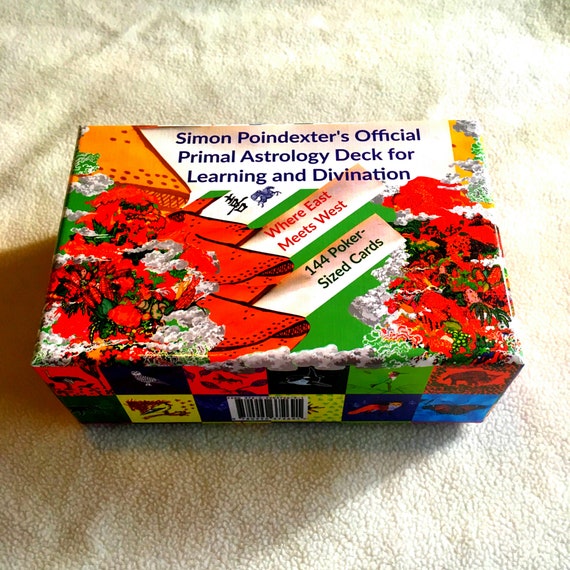 Simon Poindexter's Official
Primal Astrology Deck for
Learning and Divination
Where East
Meets West
144 Poker-
Sized Cards